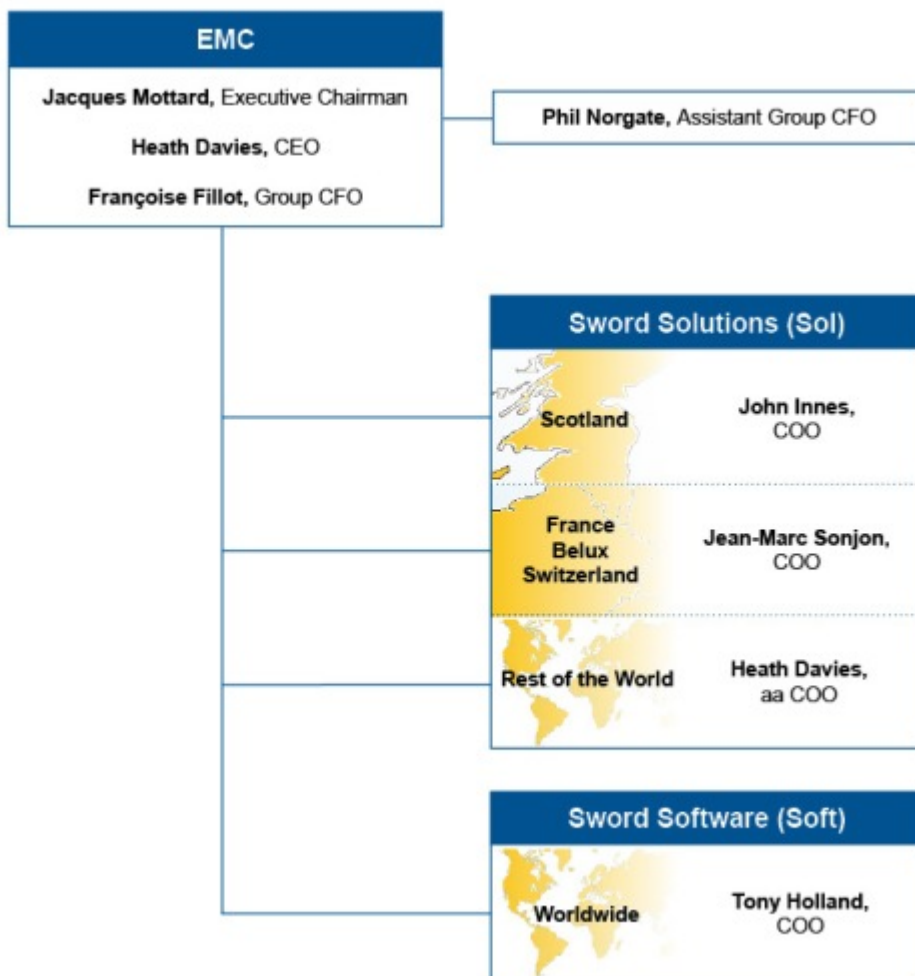 EMC
Jacques Mottard, Executive Chairman
Heath Davies, CEO
Françoise Fillot, Group CFO
Phil Norgate, Assistant Group CFO
Sword Solutions (Sol)
Scotland
John Innes,
COO
France
Belux
Switzerland
Jean-Marc Sonjon,
COO
Rest of the World
Heath Davies,
aa COO
Sword Software (Soft)
Worldwide
Tony Holland,
COO